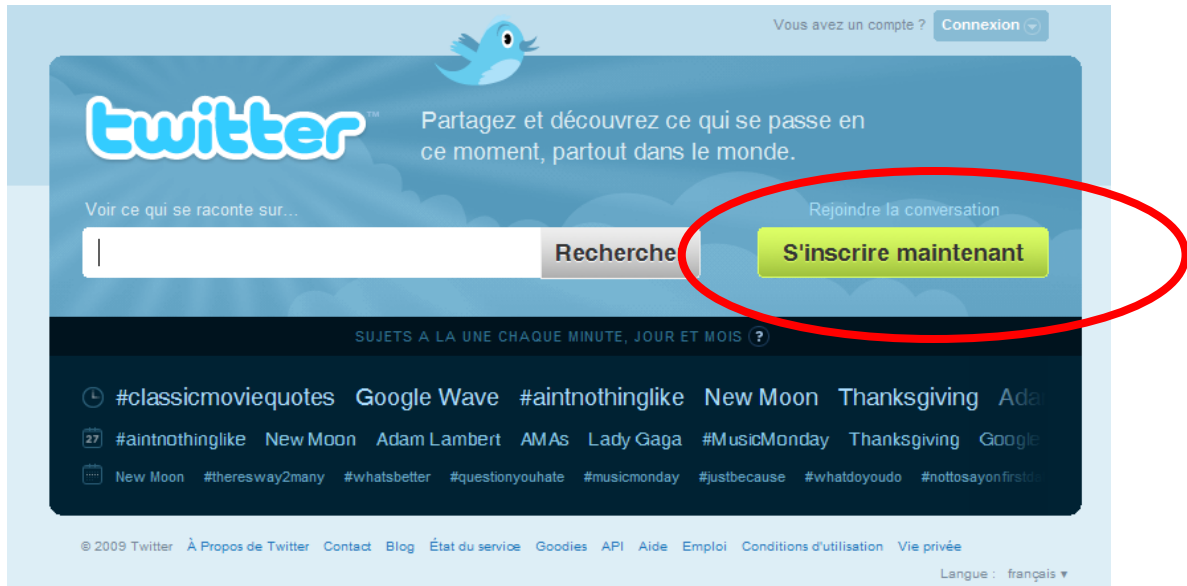 Vous avez un compte ? Connexion
twitter™
Partagez et découvrez ce qui se passe en
ce moment, partout dans le monde.
Voir ce qui se raconte sur...
Recherche
Rejoindre la conversation
S'inscrire maintenant
SUJETS A LA UNE CHAQUE MINUTE, JOUR ET MOIS ?
#classicmoviequotes Google Wave #aintnothinglike New Moon Thanksgiving Ada
27 #aintnothinglike New Moon Adam Lambert AMAs Lady Gaga #MusicMonday Thanksgiving Google
New Moon #theresway2many #whatsbetter #questionyouhate #musicmonday #justbecause #whatdoyoudo #nottosayonfirstda
© 2009 Twitter À Propos de Twitter Contact Blog État du service Goodies API Aide Emploi Conditions d'utilisation Vie privée
Langue : français